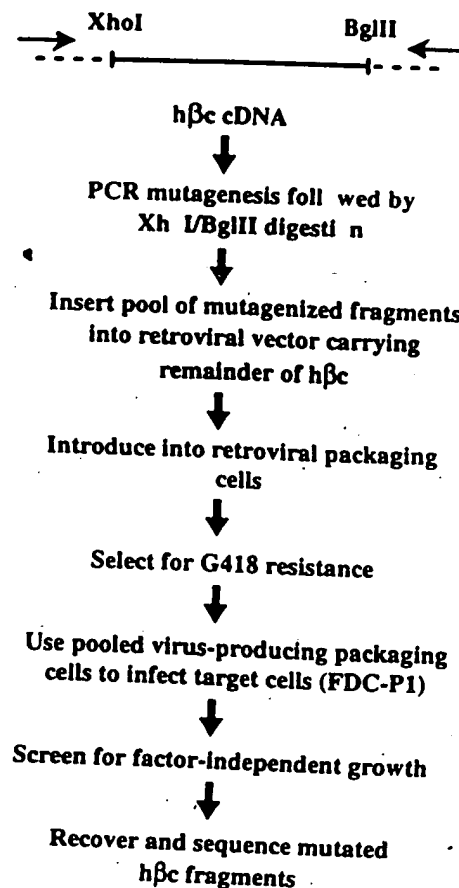 XhoI BglII
hβc cDNA
PCR mutagenesis foll wed by
Xh I/BglII digesti n
Insert pool of mutagenized fragments
into retroviral vector carrying
remainder of hβc
Introduce into retroviral packaging
cells
Select for G418 resistance
Use pooled virus-producing packaging
cells to infect target cells (FDC-P1)
Screen for factor-independent growth
Recover and sequence mutated
hβc fragments